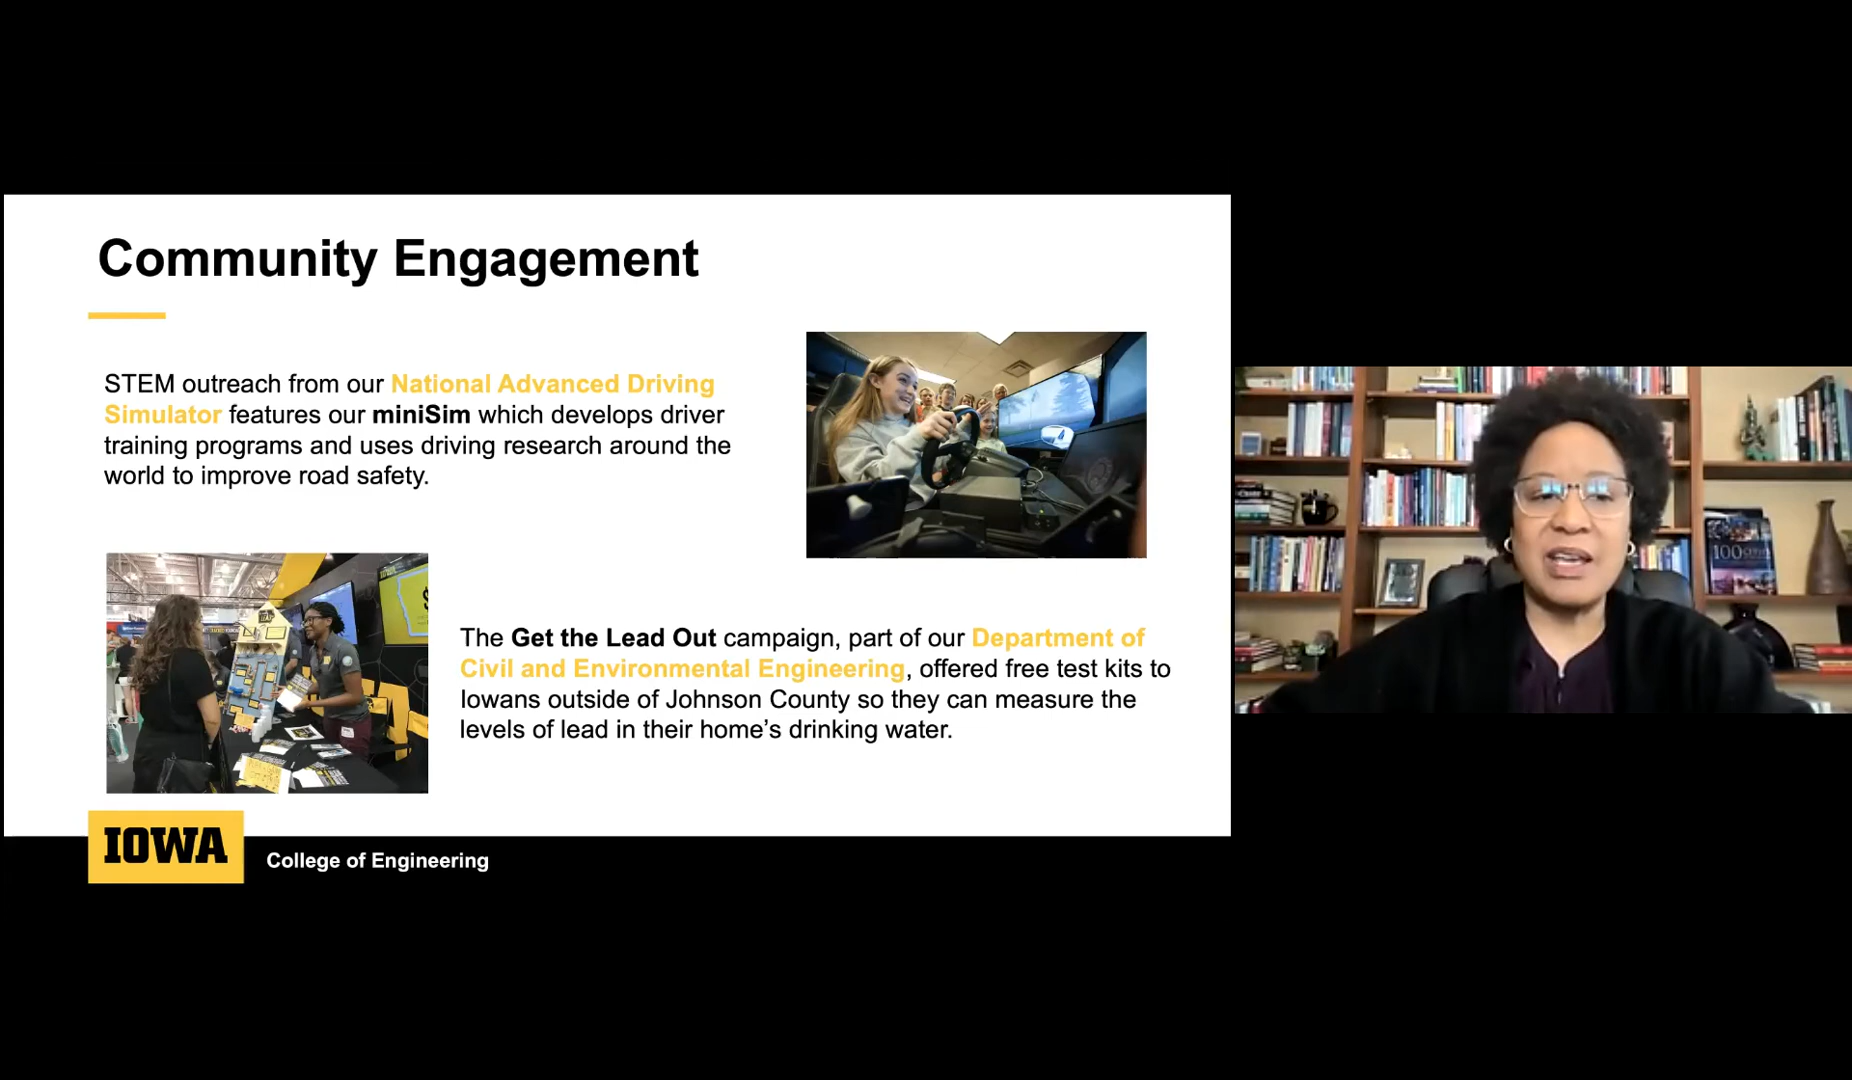 Community Engagement
STEM outreach from our National Advanced Driving
Simulator features our miniSim which develops driver
training programs and uses driving research around the
world to improve road safety.
The Get the Lead Out campaign, part of our Department of
Civil and Environmental Engineering, offered free test kits to
Iowans outside of Johnson County so they can measure the
levels of lead in their home’s drinking water.
IOWA
College of Engineering
100